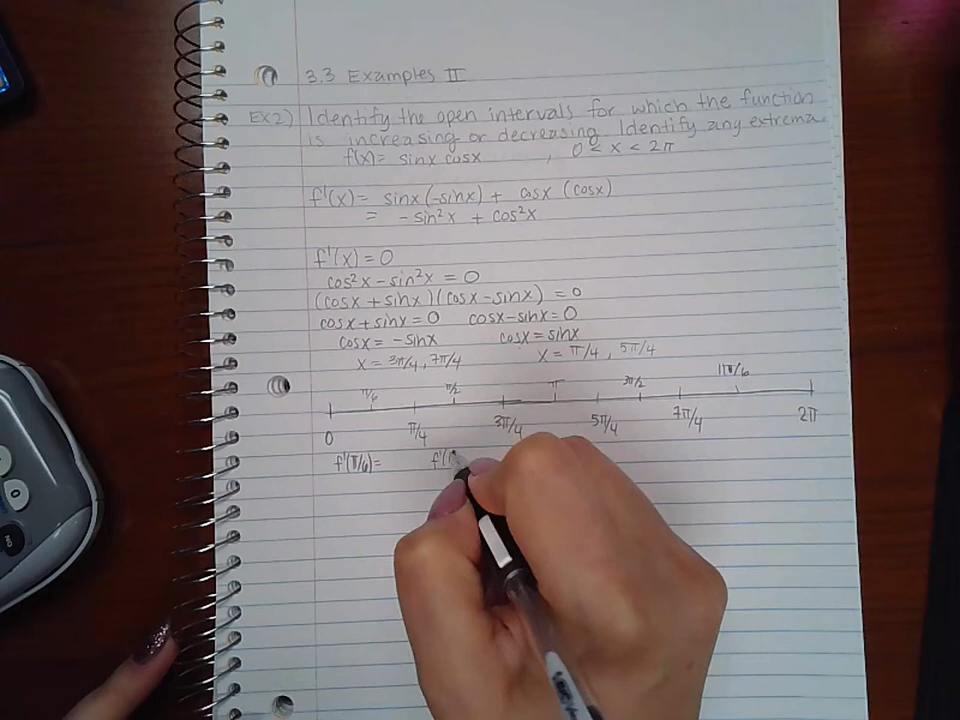 3.3 Examples II
EX2) Identify the open intervals for which the function
is increasing or decreasing. Identify any extrema.
f(x) = sinx cosx , 0 < x < 2π
f'(x) = sinx (-sinx) + cosx (cosx)
= -sin²x + cos²x
f'(x) = 0
cos²x - sin²x = 0
(cosx + sinx)(cosx - sinx) = 0
cosx + sinx = 0 cosx - sinx = 0
cosx = -sinx cosx = sinx
x = 3π/4, 7π/4 x = π/4, 5π/4
π/6 π/2 π 3π/2 11π/6
0 π/4 3π/4 5π/4 7π/4 2π
f'(π/6) = f'(
ON